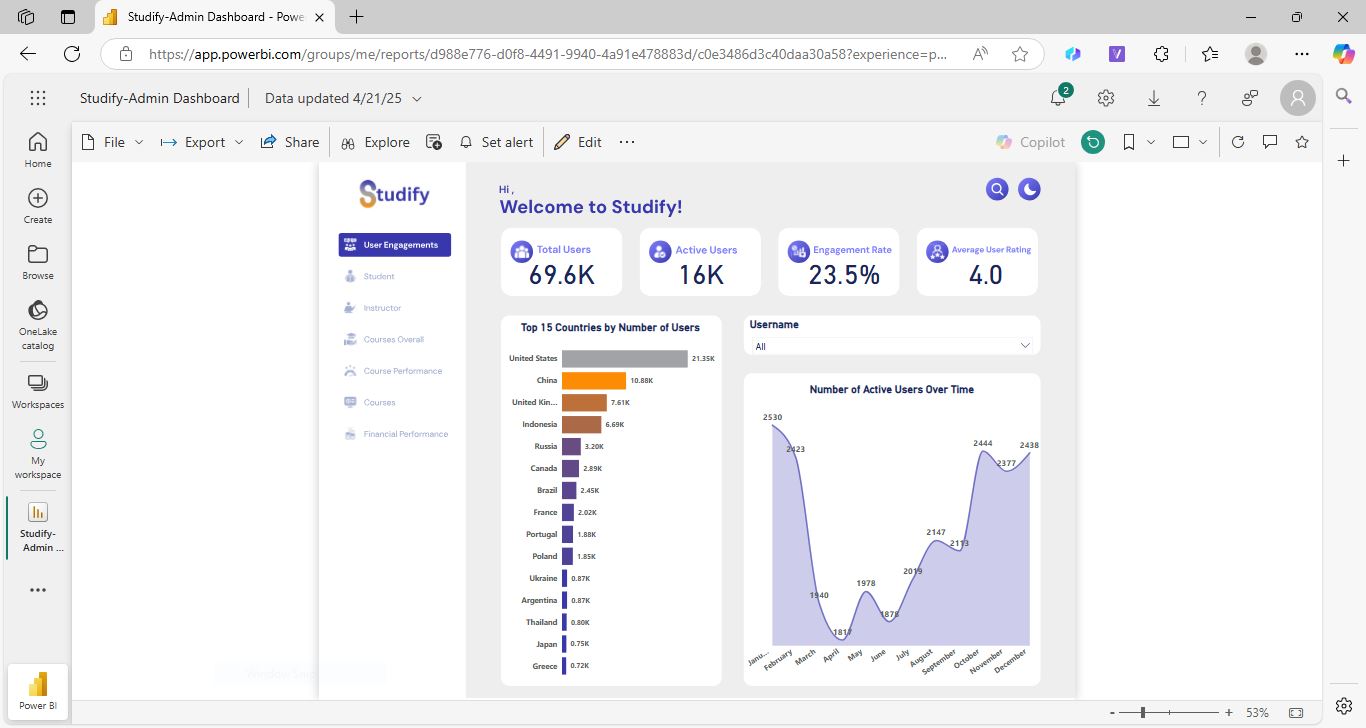 Studify-Admin Dashboard - Powe
https://app.powerbi.com/groups/me/reports/d988e776-d0f8-4491-9940-4a91e478883d/c0e3486d3c40daa30a58?experience=p...
Studify-Admin Dashboard
Data updated 4/21/25
2
File
Export
Share
Explore
Set alert
Edit
Copilot
Home
Create
Browse
OneLake
catalog
Workspaces
My
workspace
Studify-
Admin ...
Power BI
Studify
User Engagements
Student
Instructor
Courses Overall
Course Performance
Courses
Financial Performance
Hi ,
Welcome to Studify!
Total Users
69.6K
Active Users
16K
Engagement Rate
23.5%
Average User Rating
4.0
Top 15 Countries by Number of Users
United States 21.35K
China 10.88K
United Kin... 7.61K
Indonesia 6.69K
Russia 3.20K
Canada 2.89K
Brazil 2.45K
France 2.02K
Portugal 1.88K
Poland 1.85K
Ukraine 0.87K
Argentina 0.87K
Thailand 0.80K
Japan 0.75K
Greece 0.72K
Username
All
Number of Active Users Over Time
2530
2423
1940
1817
1978
1876
2019
2147
2113
2444
2377
2438
Janu...
February
March
April
May
June
July
August
September
October
November
December
53%